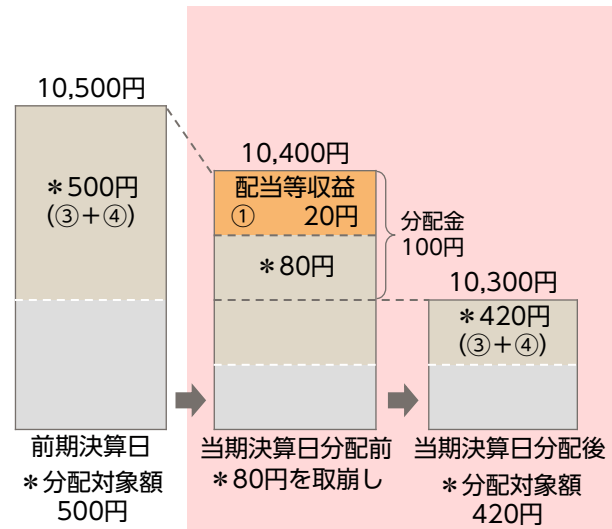 10,500円
＊500円
(③＋④)
前期決算日
＊分配対象額
500円
10,400円
配当等収益
① 20円
＊80円
分配金
100円
当期決算日分配前
＊80円を取崩し
10,300円
＊420円
(③＋④)
当期決算日分配後
＊分配対象額
420円